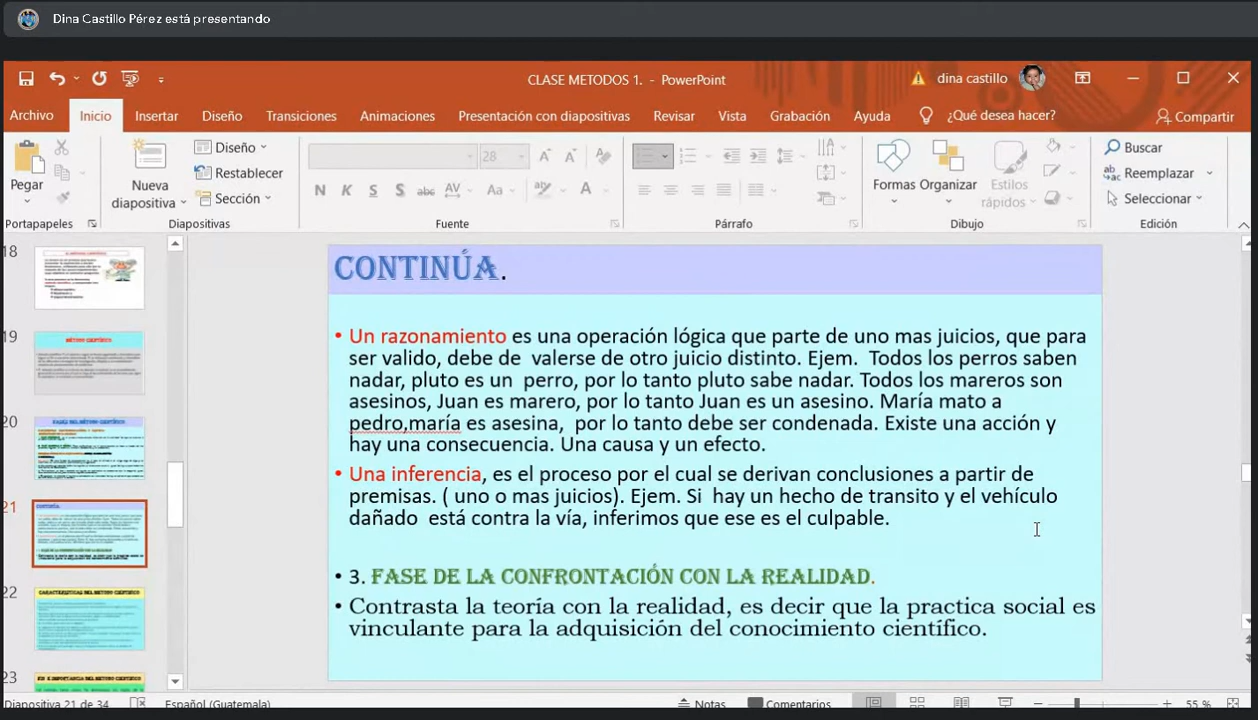 Dina Castillo Pérez está presentando
CLASE METODOS 1. - PowerPoint
dina castillo
Archivo
Inicio
Insertar
Diseño
Transiciones
Animaciones
Presentación con diapositivas
Revisar
Vista
Grabación
Ayuda
¿Qué desea hacer?
Compartir
Pegar
Nueva
diapositiva
Diseño
Restablecer
Sección
28
N K S S abc AV Aa A
Formas
Organizar
Estilos
rápidos
Buscar
Reemplazar
Seleccionar
Portapapeles
Diapositivas
Fuente
Párrafo
Dibujo
Edición
18
19
20
21
22
23
CONTINÚA.
• Un razonamiento es una operación lógica que parte de uno mas juicios, que para
ser valido, debe de valerse de otro juicio distinto. Ejem. Todos los perros saben
nadar, pluto es un perro, por lo tanto pluto sabe nadar. Todos los mareros son
asesinos, Juan es marero, por lo tanto Juan es un asesino. María mato a
pedro,maría es asesina, por lo tanto debe ser condenada. Existe una acción y
hay una consecuencia. Una causa y un efecto.
• Una inferencia, es el proceso por el cual se derivan conclusiones a partir de
premisas. ( uno o mas juicios). Ejem. Si hay un hecho de transito y el vehículo
dañado está contra la vía, inferimos que ese es el culpable.
• 3. FASE DE LA CONFRONTACIÓN CON LA REALIDAD.
• Contrasta la teoría con la realidad, es decir que la practica social es
vinculante para la adquisición del conocimiento científico.
Diapositiva 21 de 34
Español (Guatemala)
Notas
Comentarios
55 %